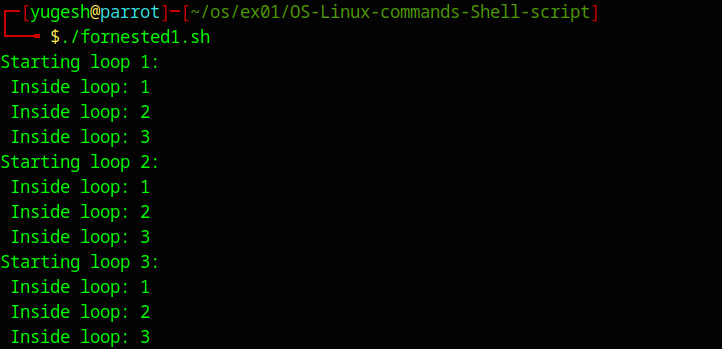 ┌─[yugesh@parrot]─[~/os/ex01/OS-Linux-commands-Shell-script]
└──╼ $./fornested1.sh
Starting loop 1:
 Inside loop: 1
 Inside loop: 2
 Inside loop: 3
Starting loop 2:
 Inside loop: 1
 Inside loop: 2
 Inside loop: 3
Starting loop 3:
 Inside loop: 1
 Inside loop: 2
 Inside loop: 3